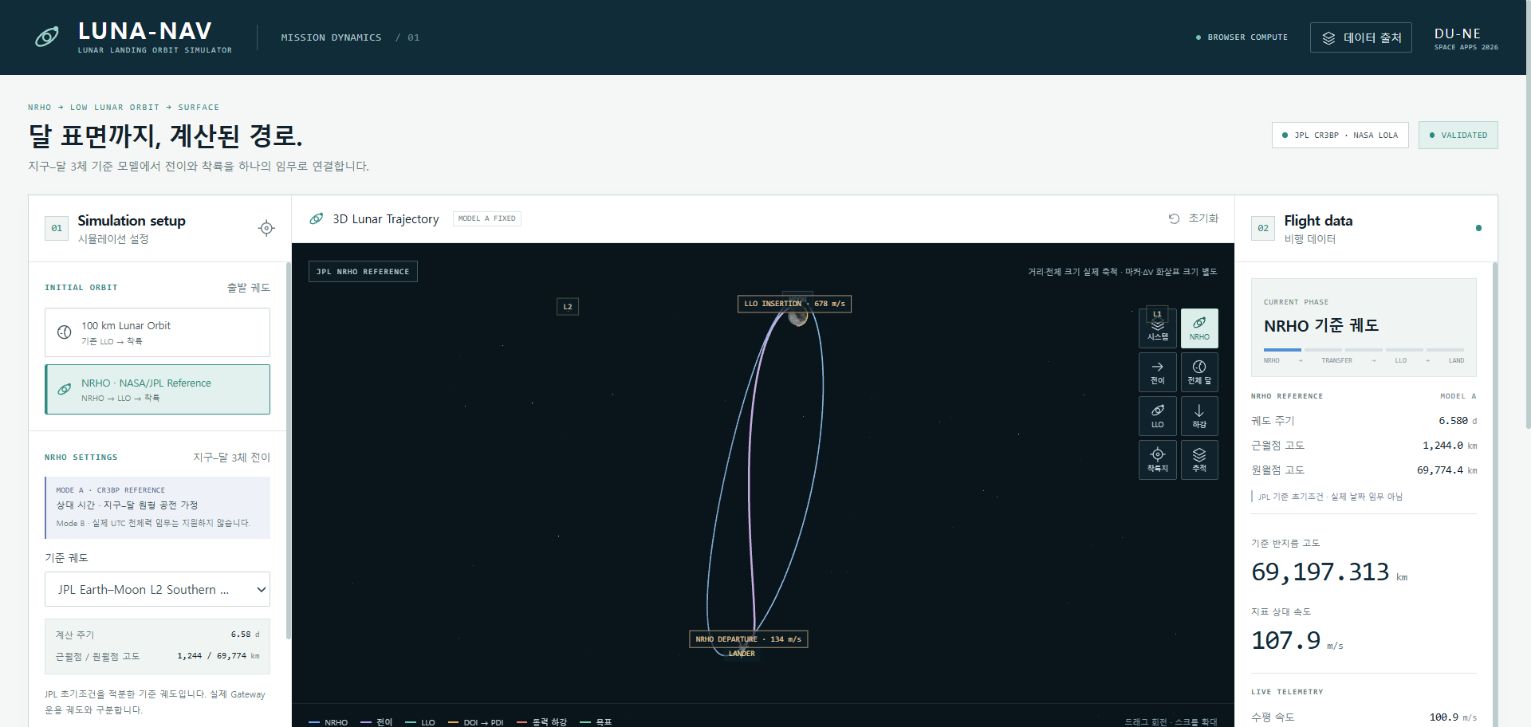 LUNA-NAV
LUNAR LANDING ORBIT SIMULATOR
MISSION DYNAMICS / 01
BROWSER COMPUTE
데이터 출처
DU-NE
SPACE APPS 2026
NRHO → LOW LUNAR ORBIT → SURFACE
달 표면까지, 계산된 경로.
지구–달 3체 기준 모델에서 전이와 착륙을 하나의 임무로 연결합니다.
JPL CR3BP · NASA LOLA
VALIDATED
01
Simulation setup
시뮬레이션 설정
INITIAL ORBIT
출발 궤도
100 km Lunar Orbit
기존 LLO → 착륙
NRHO · NASA/JPL Reference
NRHO → LLO → 착륙
NRHO SETTINGS
지구–달 3체 전이
MODE A · CR3BP REFERENCE
상대 시간 · 지구–달 원형 공전 가정
Mode B · 실제 UTC 천체력 임무는 지원하지 않습니다.
기준 궤도
JPL Earth–Moon L2 Southern ...
계산 주기
6.58 d
근월점 / 원월점 고도
1,244 / 69,774 km
JPL 초기조건을 적분한 기준 궤도입니다. 실제 Gateway
운용 궤도와 구분합니다.
3D Lunar Trajectory
MODEL A FIXED
초기화
JPL NRHO REFERENCE
거리·천체 크기 실제 축척 · 마커·ΔV 화살표 크기 별도
L2
LLO INSERTION · 678 m/s
L1
시스템
NRHO
전이
전체 달
LLO
하강
착륙지
추적
NRHO DEPARTURE · 134 m/s
LANDER
NRHO
전이
LLO
DOI → PDI
동력 하강
목표
드래그 회전 · 스크롤 확대
02
Flight data
비행 데이터
CURRENT PHASE
NRHO 기준 궤도
NRHO → TRANSFER → LLO → LAND
NRHO REFERENCE
MODEL A
궤도 주기
6.580 d
근월점 고도
1,244.0 km
원월점 고도
69,774.4 km
JPL 기준 초기조건 · 실제 날짜 임무 아님
기준 반지름 고도
69,197.313 km
지표 상대 속도
107.9 m/s
LIVE TELEMETRY
수평 속도
100.9 m/s